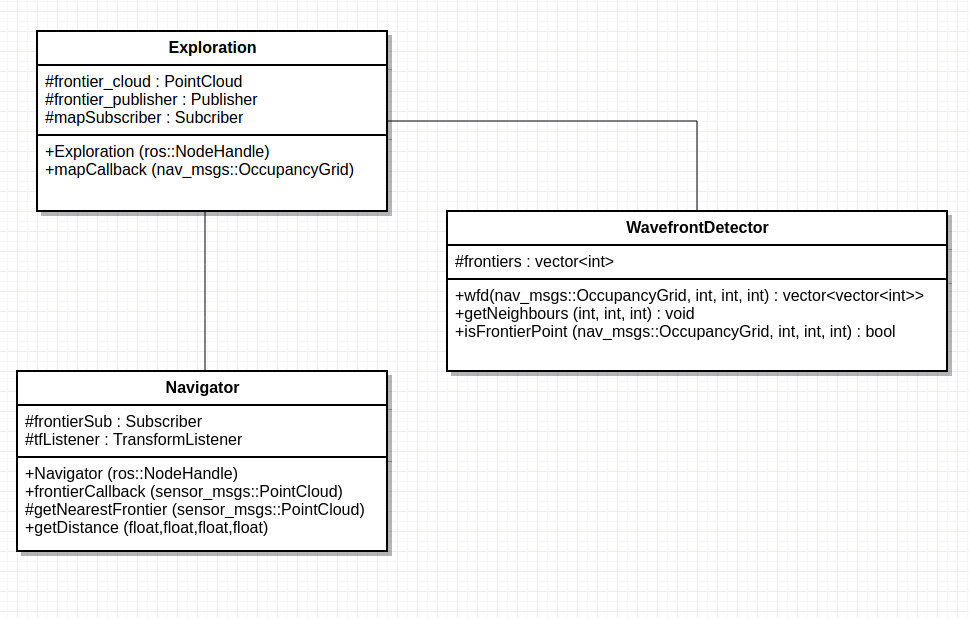 Exploration
#frontier_cloud : PointCloud
#frontier_publisher : Publisher
#mapSubscriber : Subcriber
+Exploration (ros::NodeHandle)
+mapCallback (nav_msgs::OccupancyGrid)
WavefrontDetector
#frontiers : vector<int>
+wfd(nav_msgs::OccupancyGrid, int, int, int) : vector<vector<int>>
+getNeighbours (int, int, int) : void
+isFrontierPoint (nav_msgs::OccupancyGrid, int, int, int) : bool
Navigator
#frontierSub : Subscriber
#tfListener : TransformListener
+Navigator (ros::NodeHandle)
+frontierCallback (sensor_msgs::PointCloud)
#getNearestFrontier (sensor_msgs::PointCloud)
+getDistance (float,float,float,float)